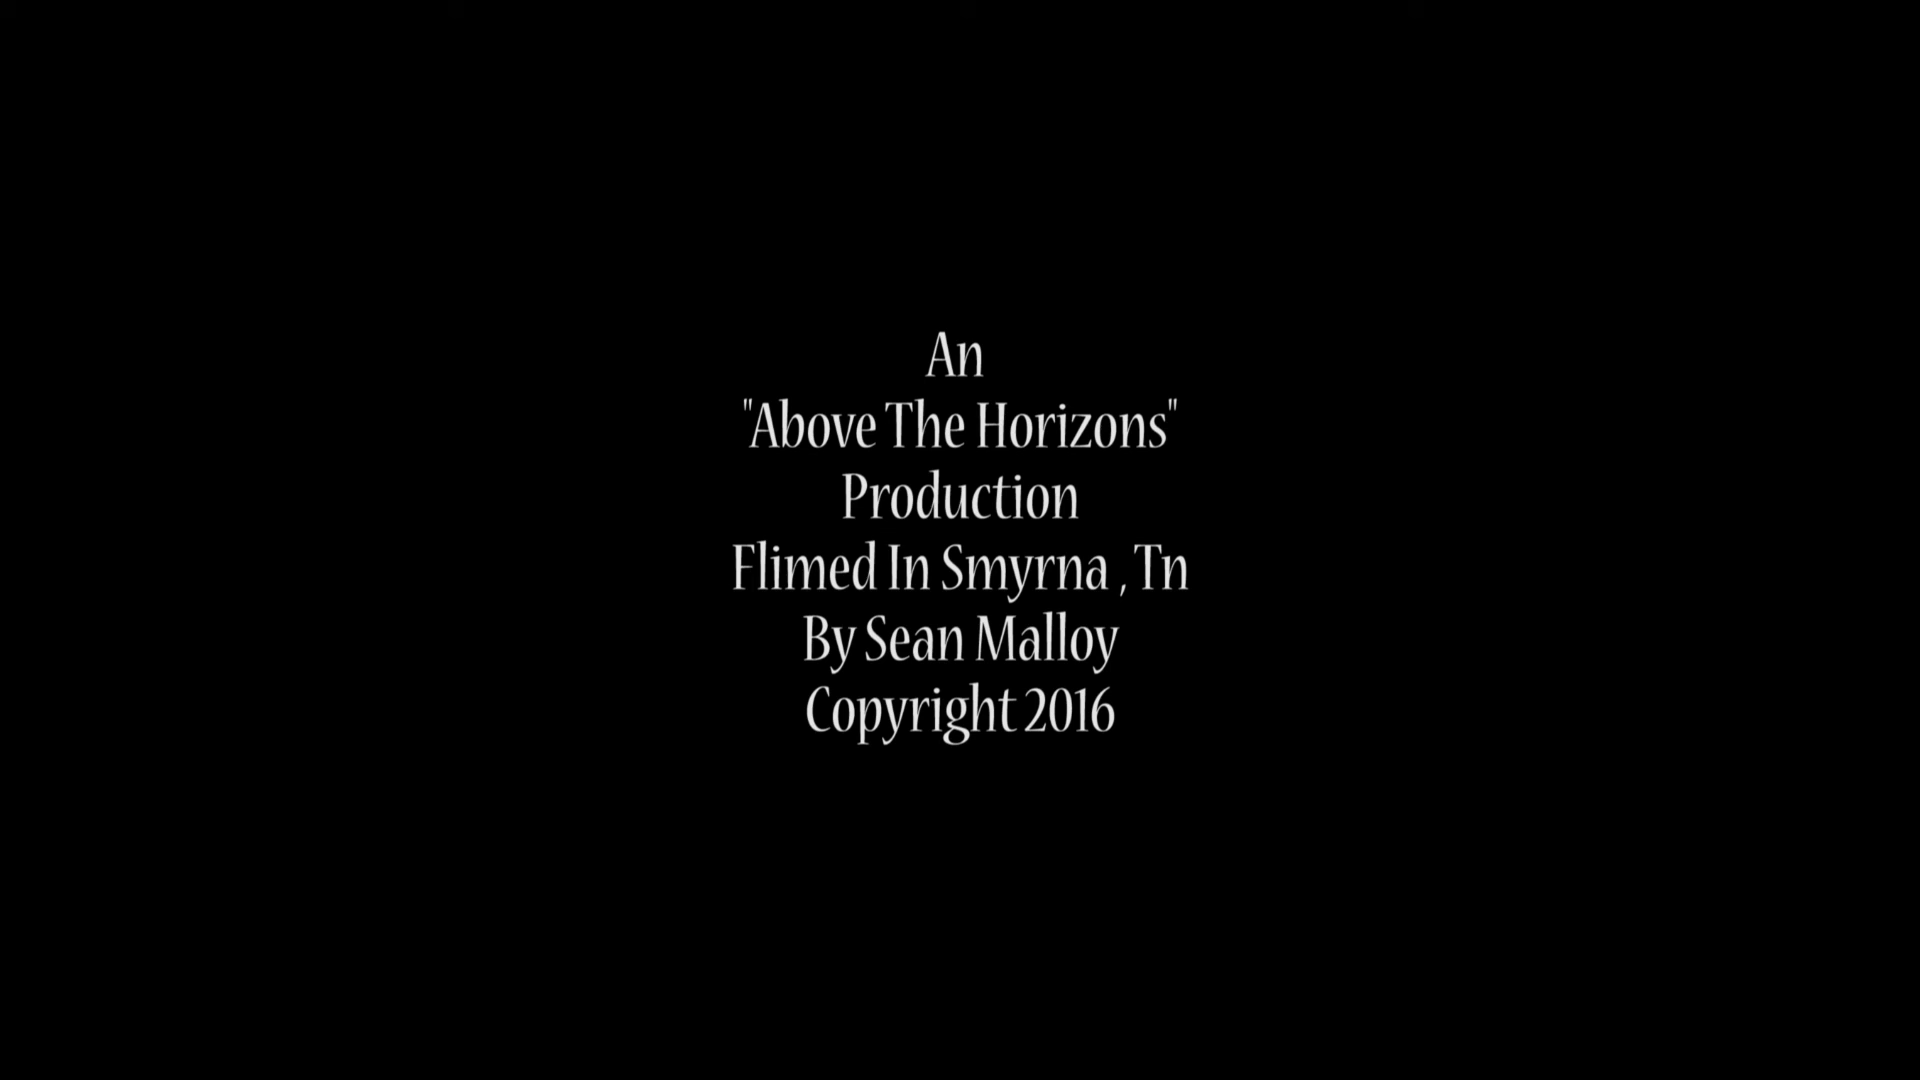 An
"Above The Horizons"
Production
Flimed In Smyrna , Tn
By Sean Malloy
Copyright 2016